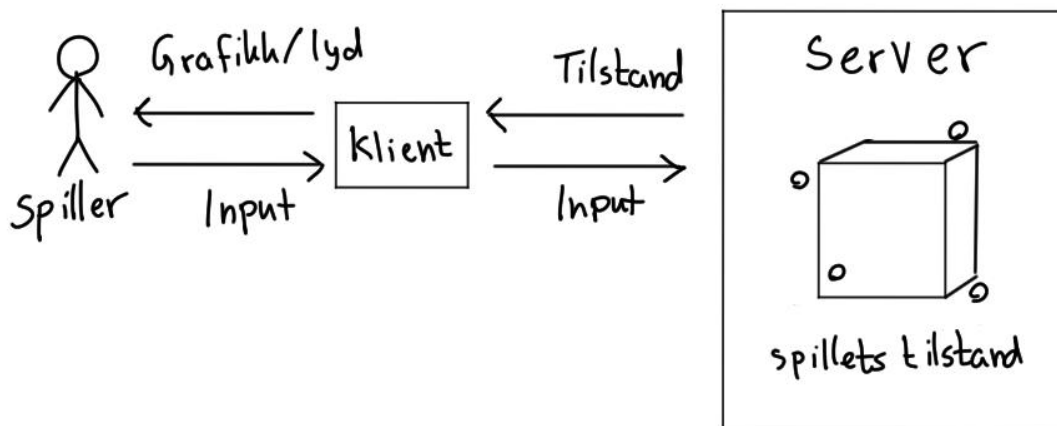 Grafikk/lyd
Tilstand
Server
Klient
Spiller
Input
Input
spillets tilstand